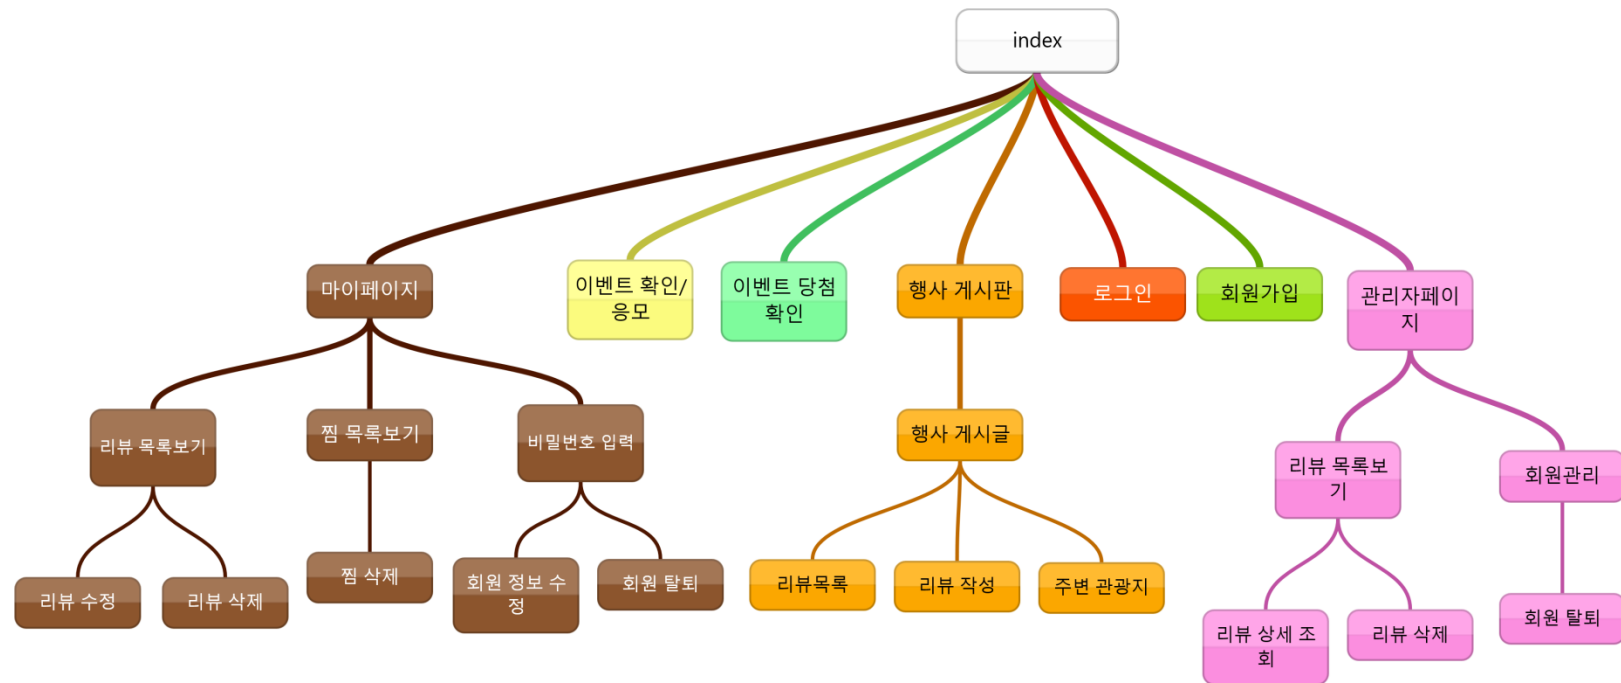 index
마이페이지
이벤트 확인/
응모
이벤트 당첨
확인
행사 게시판
로그인
회원가입
관리자페이
지
리뷰 목록보기
찜 목록보기
비밀번호 입력
행사 게시글
리뷰 목록보
기
회원관리
리뷰 수정
리뷰 삭제
찜 삭제
회원 정보 수
정
회원 탈퇴
리뷰목록
리뷰 작성
주변 관광지
리뷰 상세 조
회
리뷰 삭제
회원 탈퇴